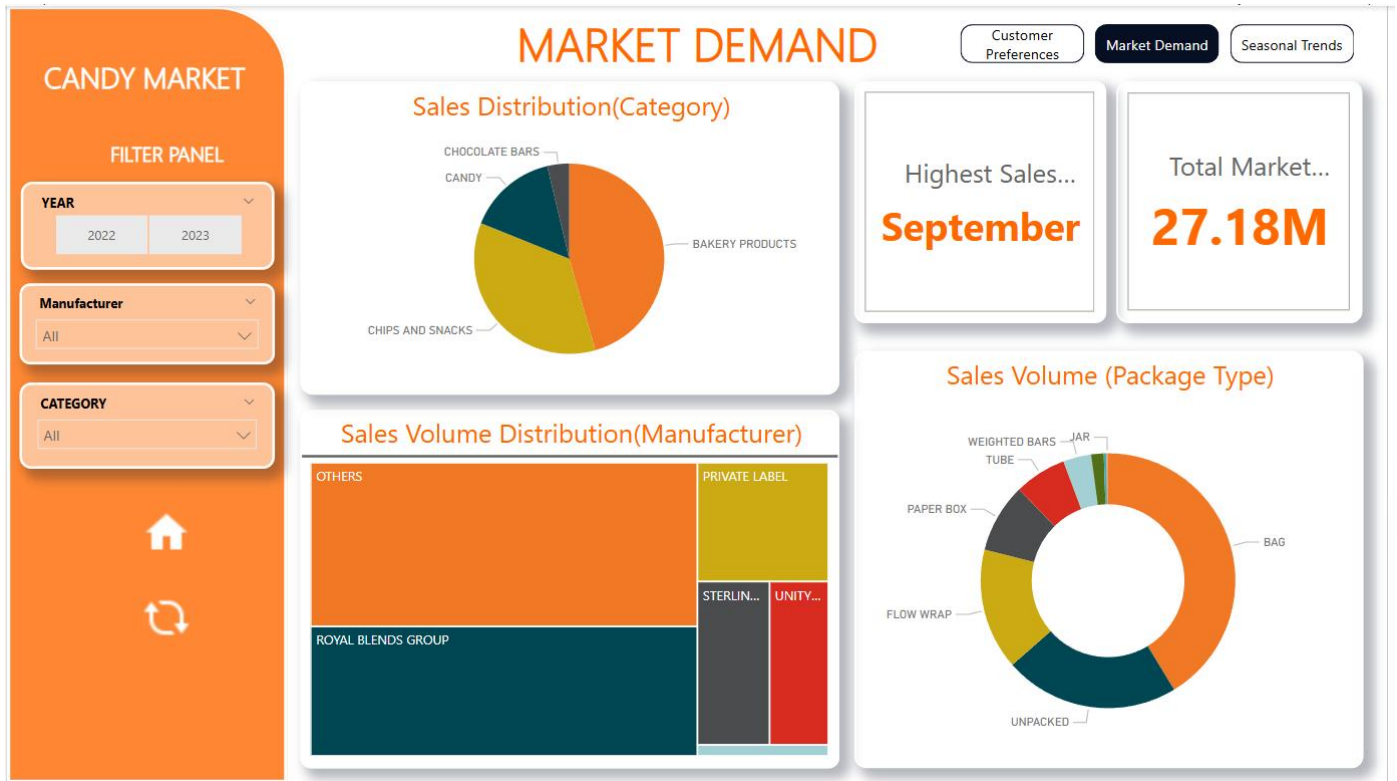 CANDY MARKET
FILTER PANEL
YEAR
2022
2023
Manufacturer
All
CATEGORY
All
MARKET DEMAND
Customer
Preferences
Market Demand
Seasonal Trends
Sales Distribution(Category)
CHOCOLATE BARS
CANDY
BAKERY PRODUCTS
CHIPS AND SNACKS
Highest Sales...
September
Total Market...
27.18M
Sales Volume Distribution(Manufacturer)
OTHERS
PRIVATE LABEL
STERLIN...
UNITY...
ROYAL BLENDS GROUP
Sales Volume (Package Type)
WEIGHTED BARS
JAR
TUBE
PAPER BOX
BAG
FLOW WRAP
UNPACKED